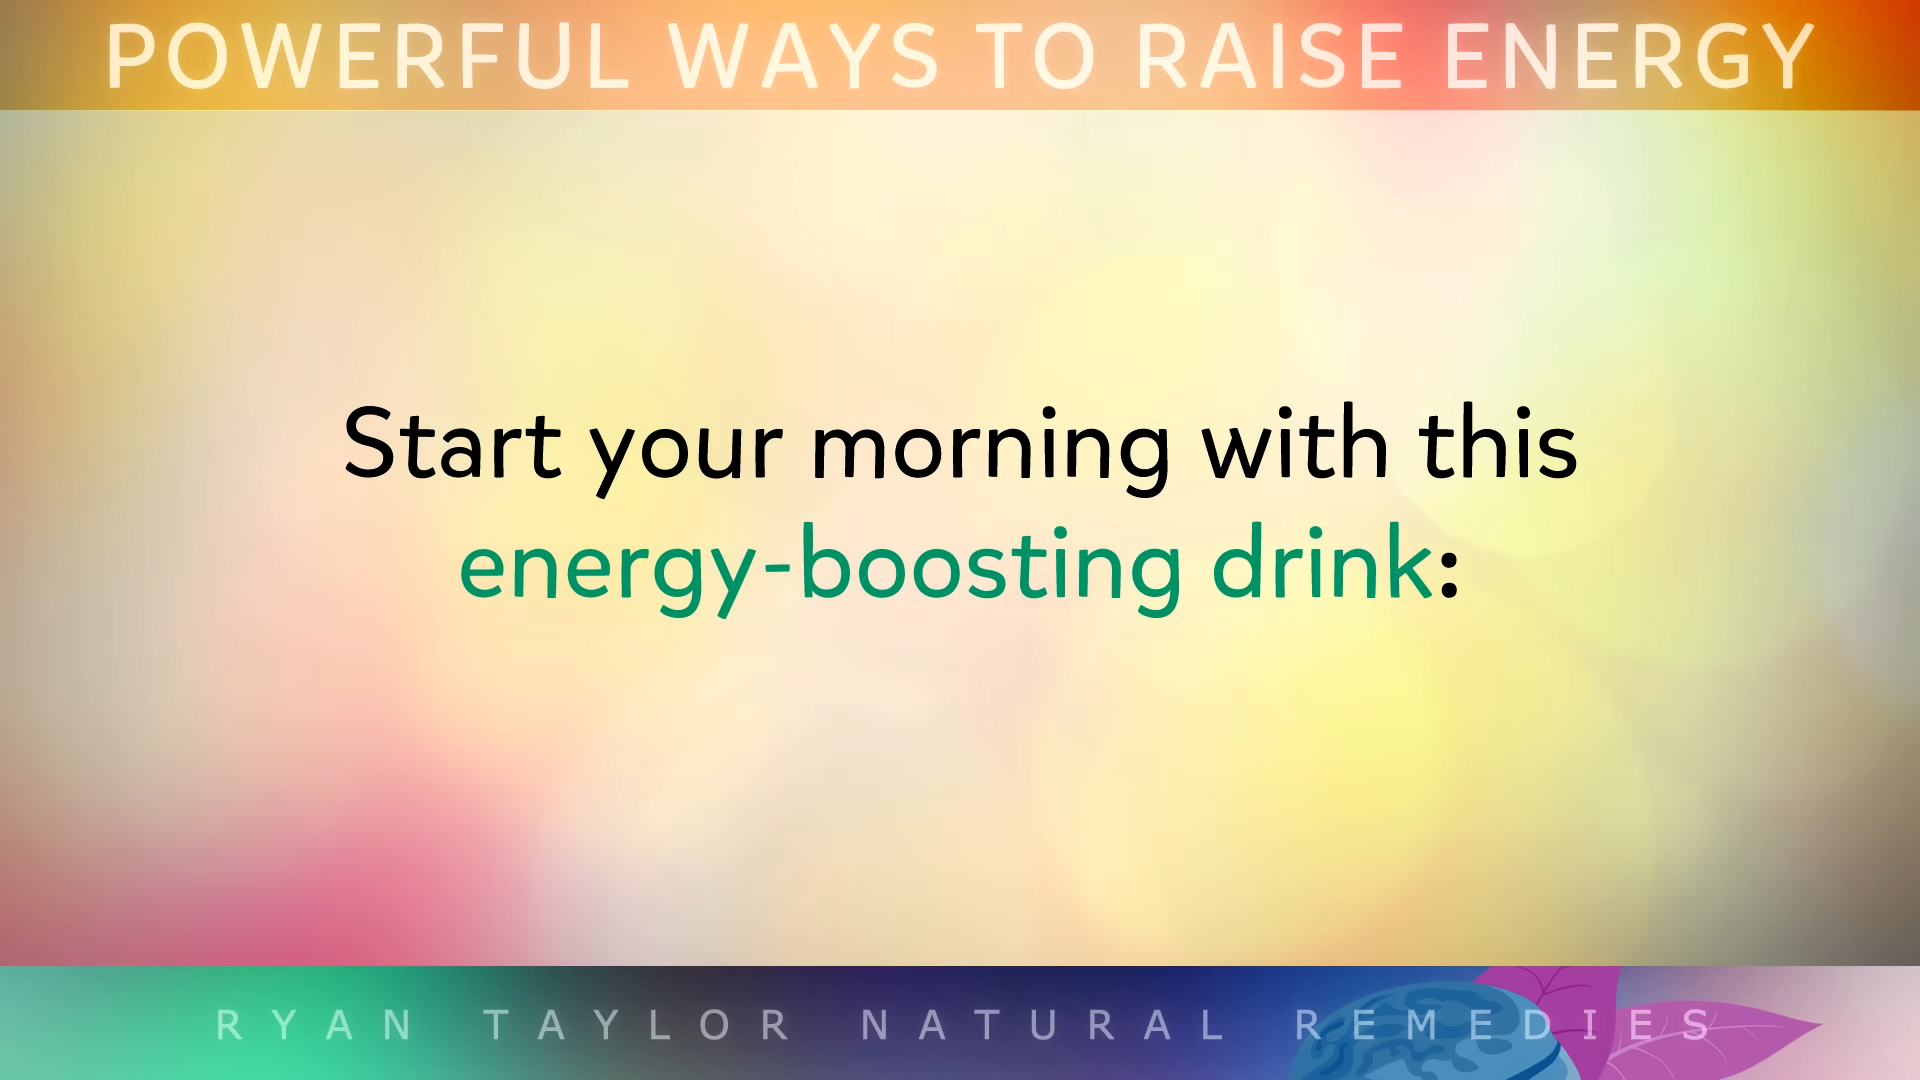 POWERFUL WAYS TO RAISE ENERGY
Start your morning with this
energy-boosting drink:
RYAN TAYLOR NATURAL REMEDIES